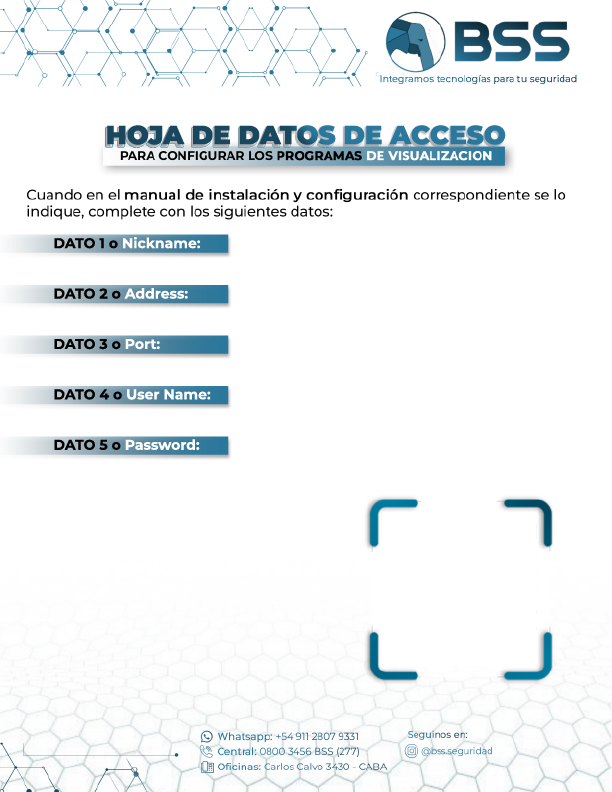 BSS
Integramos tecnologías para tu seguridad
HOJA DE DATOS DE ACCESO
PARA CONFIGURAR LOS PROGRAMAS DE VISUALIZACION
Cuando en el manual de instalación y configuración correspondiente se lo
indique, complete con los siguientes datos:
DATO 1 o Nickname:
DATO 2 o Address:
DATO 3 o Port:
DATO 4 o User Name:
DATO 5 o Password:
Whatsapp: +54 911 2807 9331
Central: 0800 3456 BSS (277)
Oficinas: Carlos Calvo 3430 - CABA
Seguinos en:
@bss.seguridad